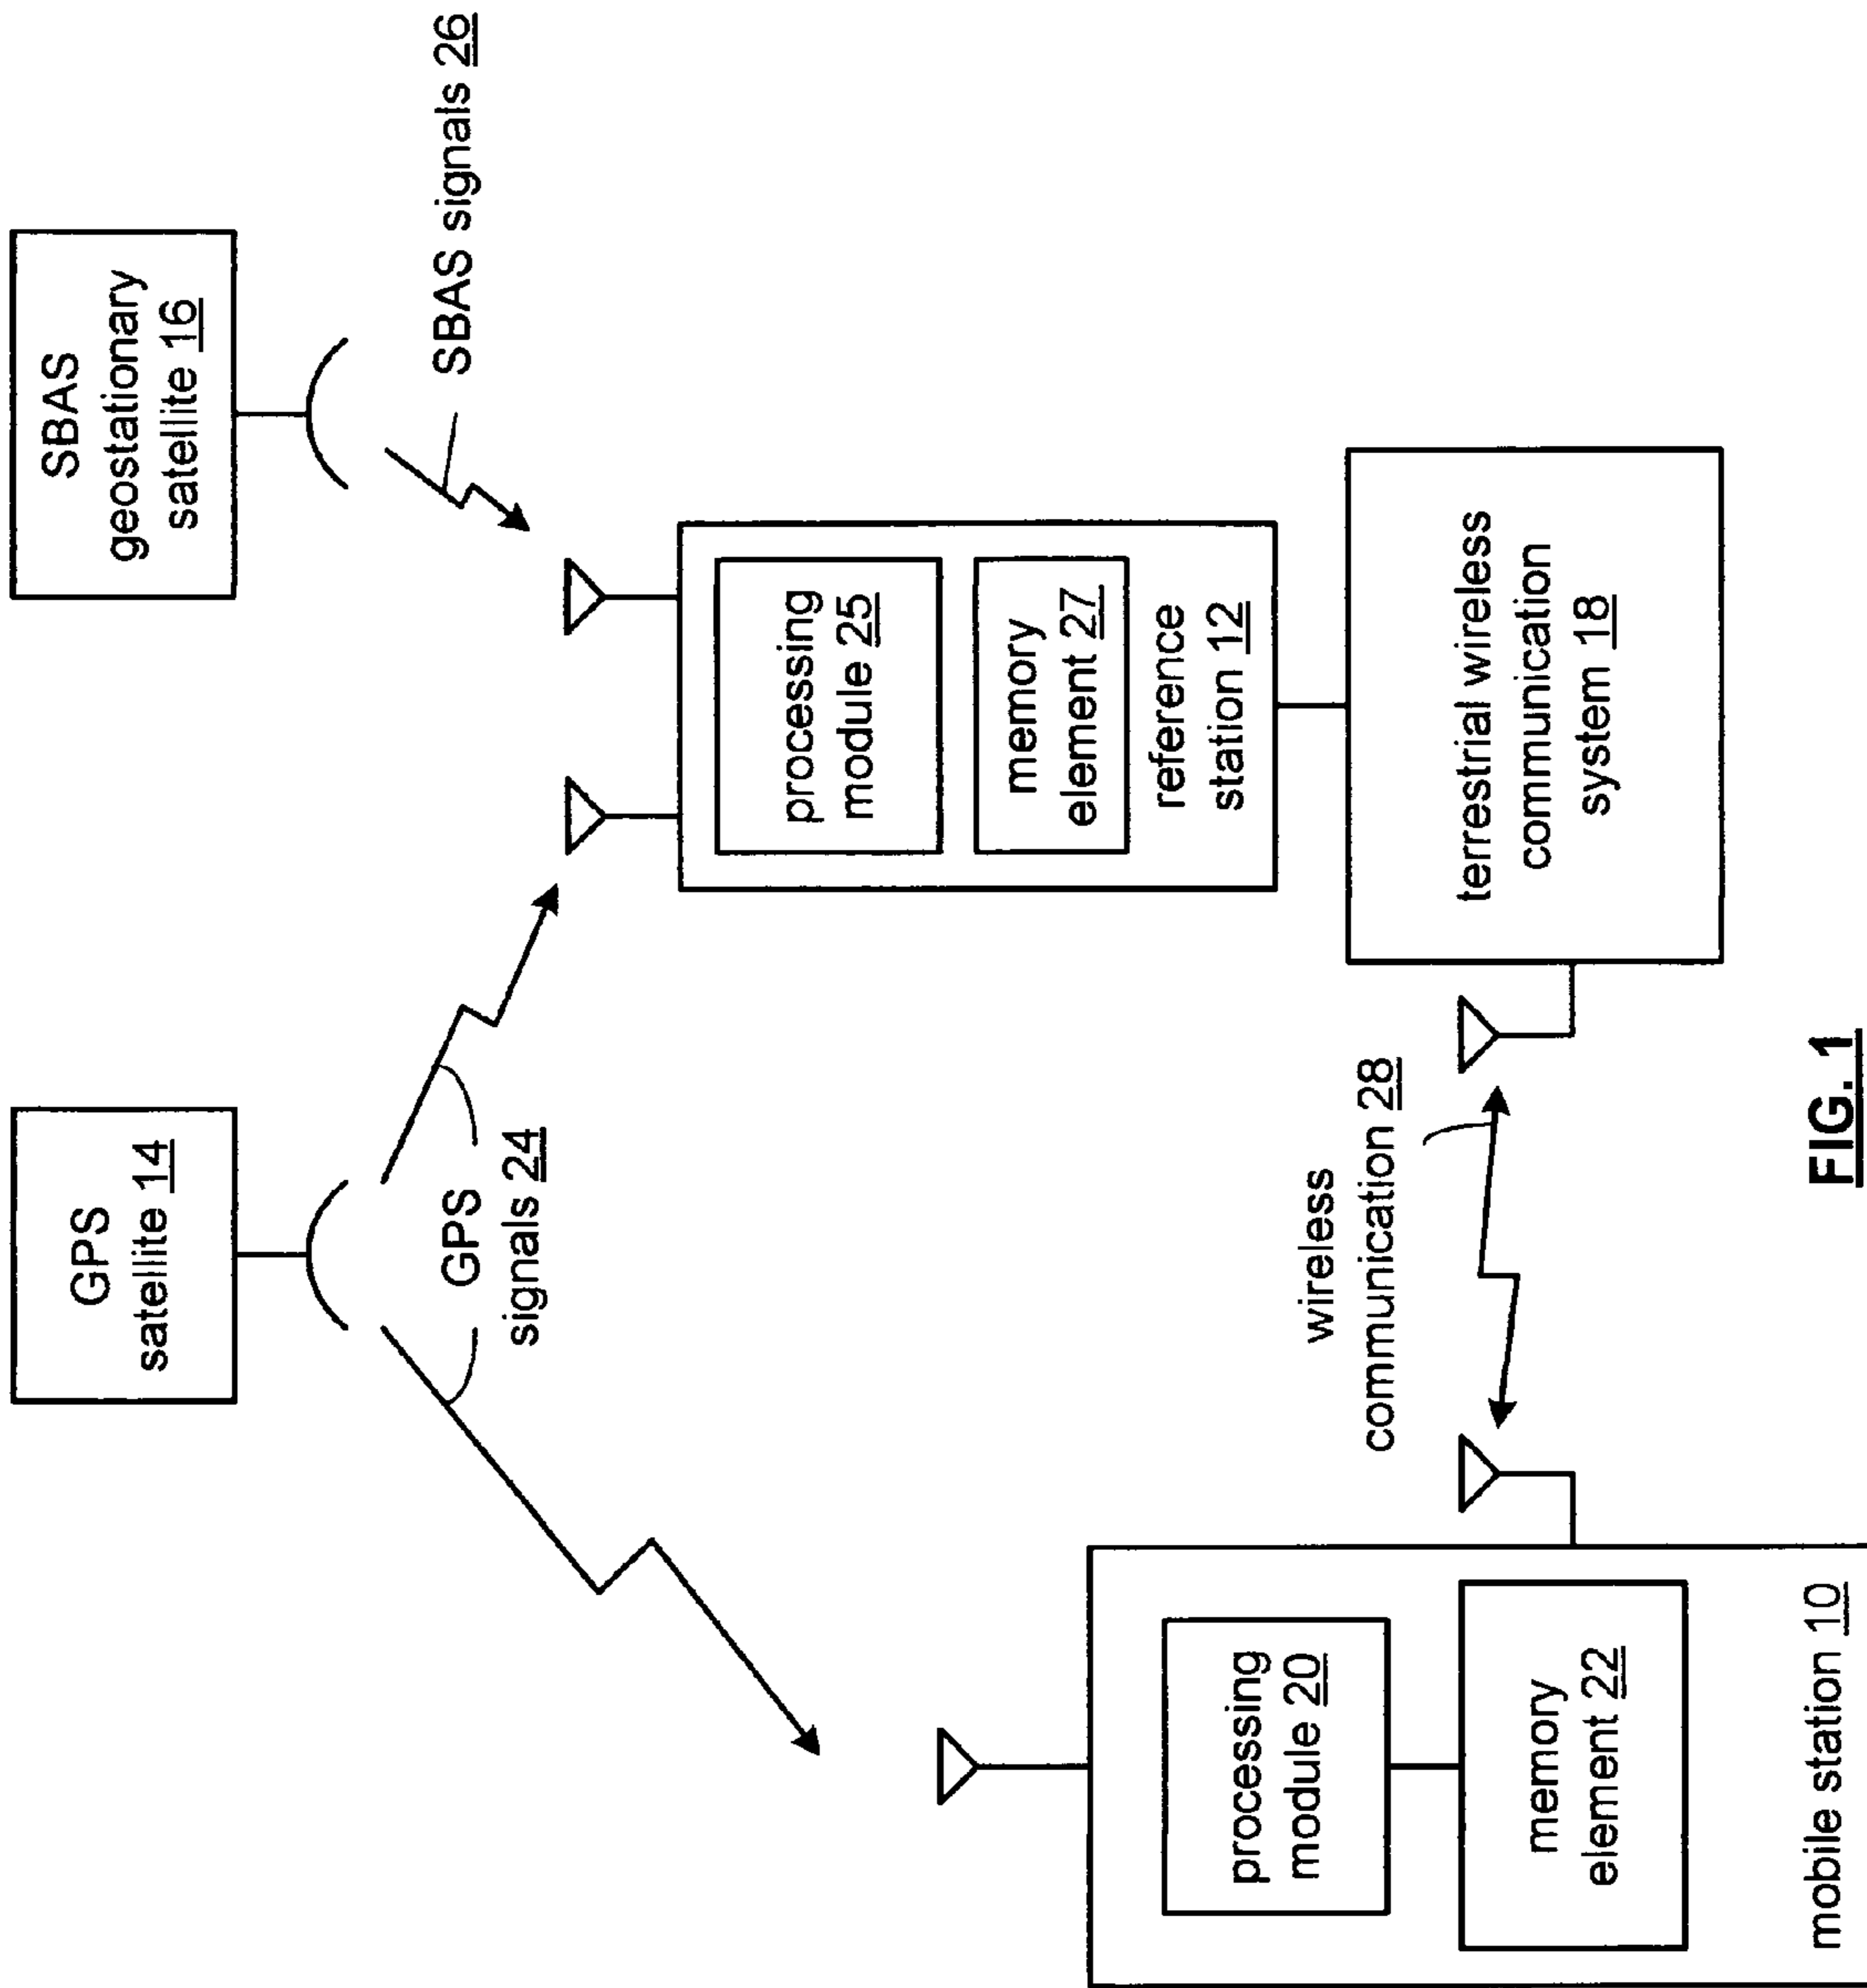 GPS
satellite 14
SBAS
geostationary
satellite 16
GPS
signals 24
SBAS signals 26
processing
module 25
memory
element 27
reference
station 12
processing
module 20
memory
element 22
mobile station 10
wireless
communication 28
terrestrial wireless
communication
system 18
FIG. 1